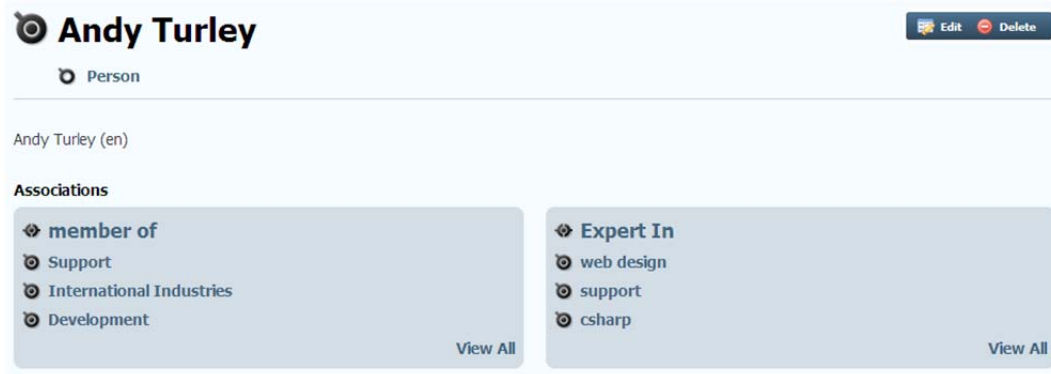 Andy Turley
Edit Delete
Person
Andy Turley (en)
Associations
member of
Support
International Industries
Development
View All
Expert In
web design
support
csharp
View All